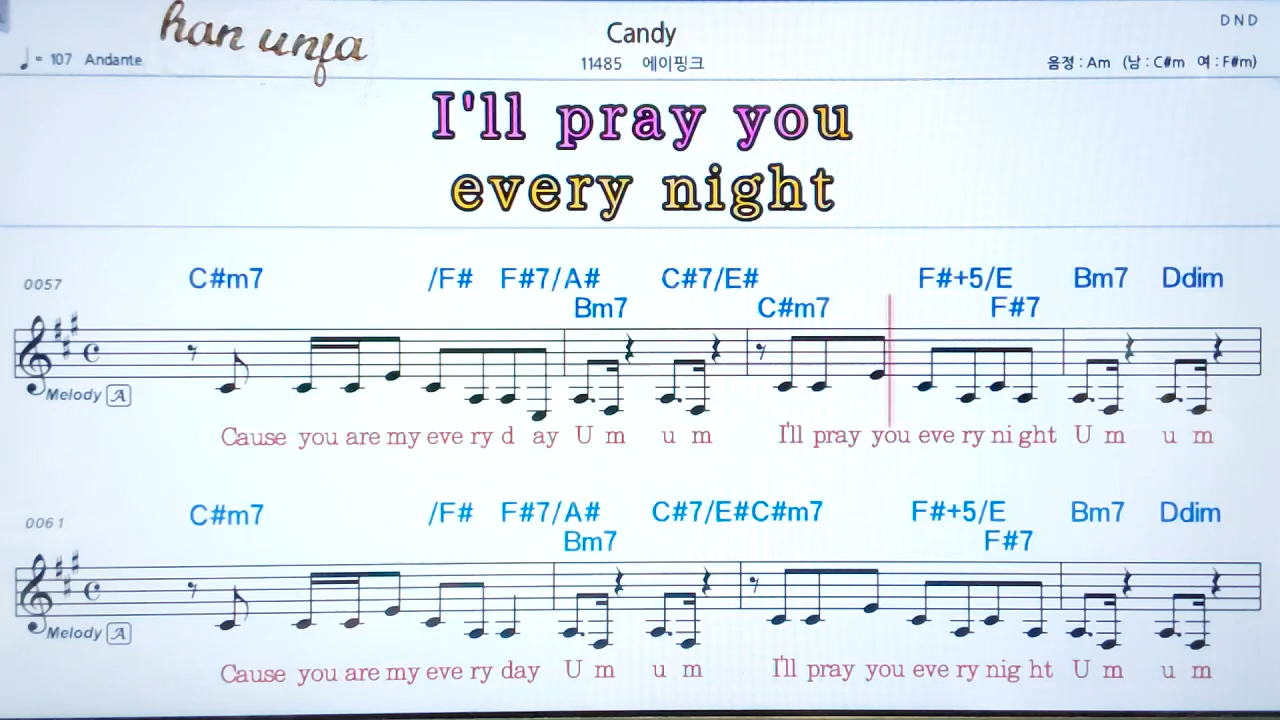 han unja
DND
Candy
♩= 107 Andante
11485 에이핑크
음정 : Am (남 : C#m 여 : F#m)
I'll pray you
every night
0057
C#m7 /F# F#7/A# C#7/E# F#+5/E Bm7 Ddim
Bm7 C#m7 F#7
Melody A
Cause you are my eve ry d ay U m u m I'll pray you eve ry ni ght U m u m
0061
C#m7 /F# F#7/A# C#7/E# C#m7 F#+5/E Bm7 Ddim
Bm7 F#7
Melody A
Cause you are my eve ry day U m u m I'll pray you eve ry nig ht U m u m